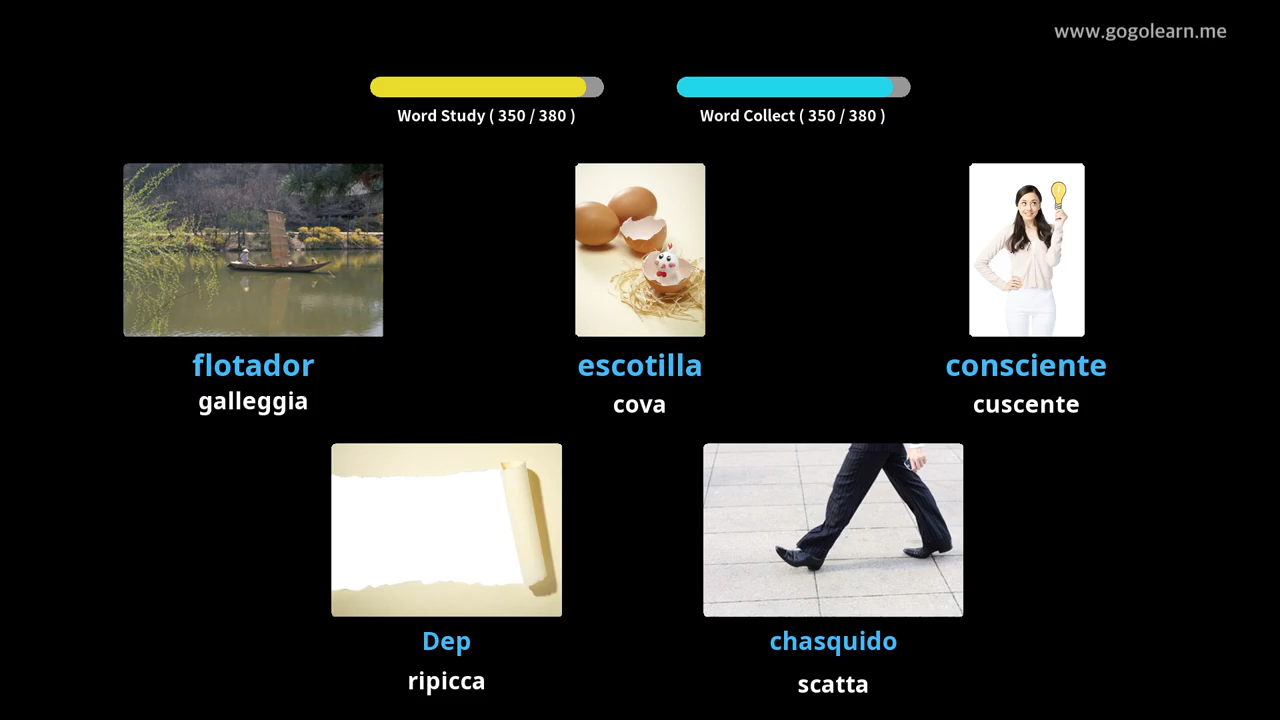 www.gogolearn.me
Word Study ( 350 / 380 )
Word Collect ( 350 / 380 )
flotador
galleggia
escotilla
cova
consciente
cuscente
Dep
ripicca
chasquido
scatta